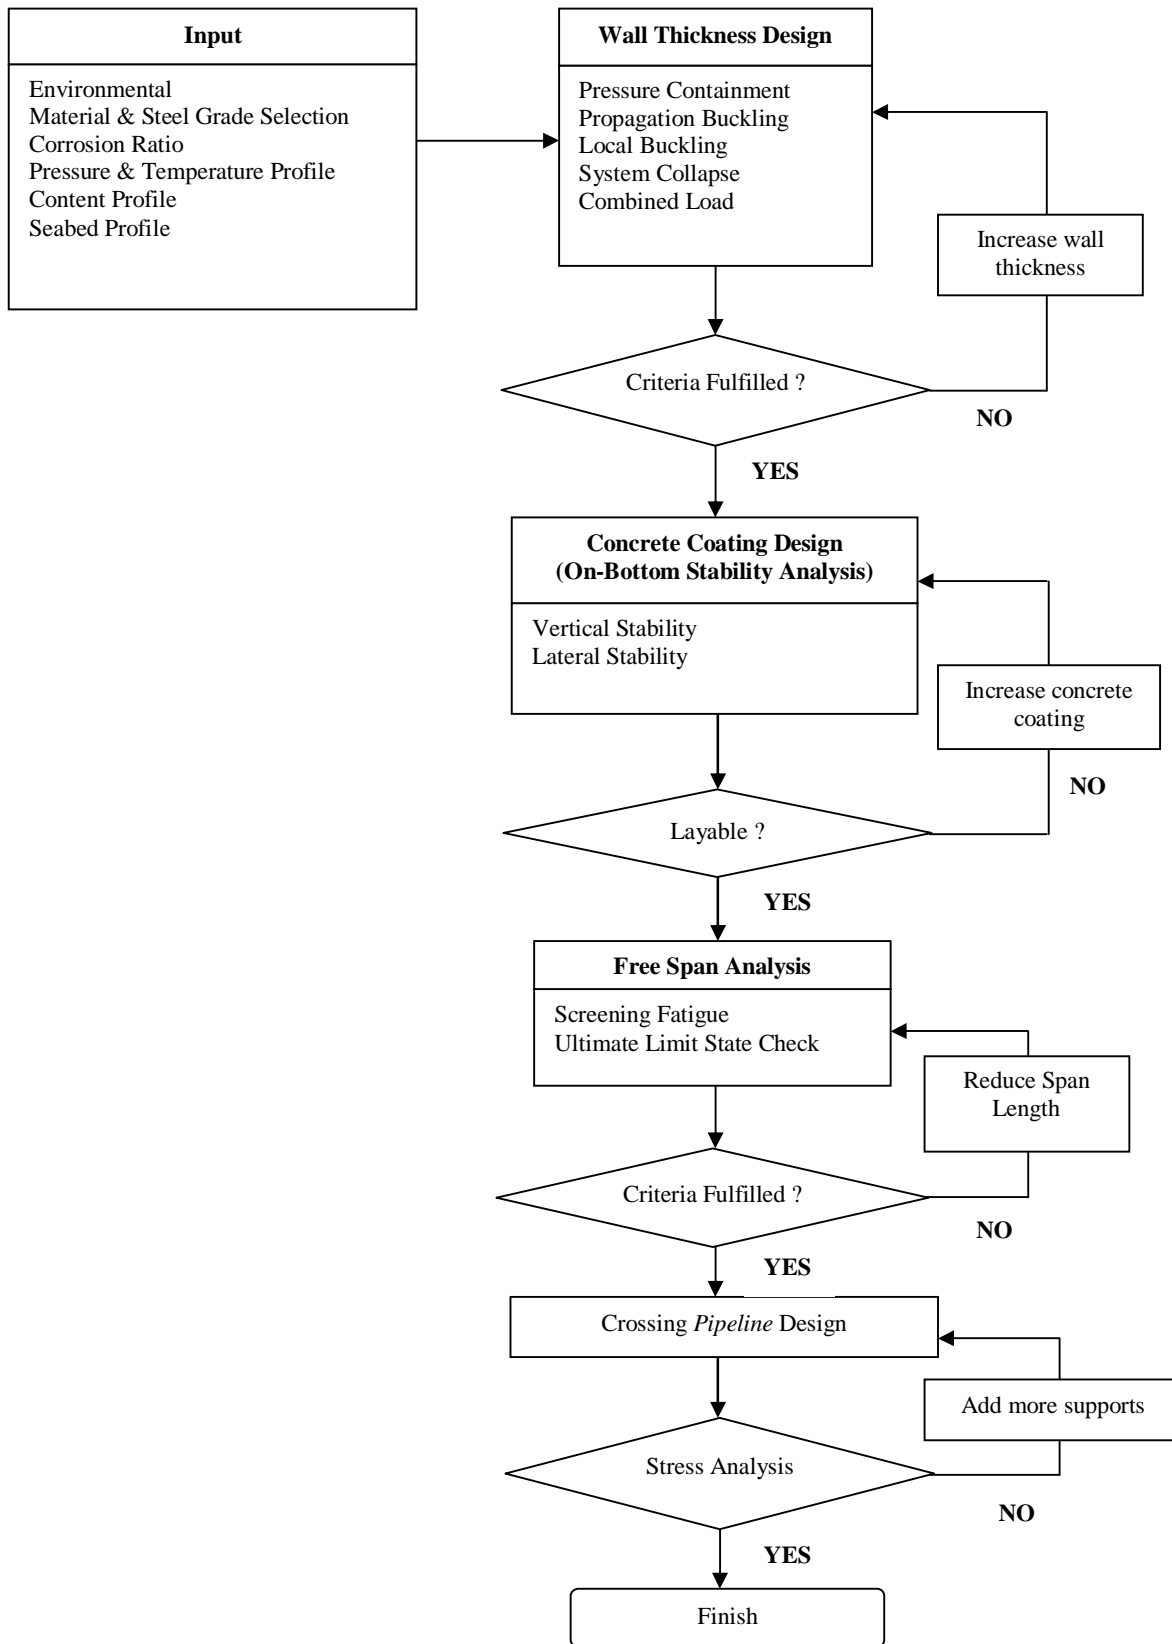 Input
Environmental
Material & Steel Grade Selection
Corrosion Ratio
Pressure & Temperature Profile
Content Profile
Seabed Profile
Wall Thickness Design
Pressure Containment
Propagation Buckling
Local Buckling
System Collapse
Combined Load
Increase wall
thickness
Criteria Fulfilled ?
NO
YES
Concrete Coating Design
(On-Bottom Stability Analysis)
Vertical Stability
Lateral Stability
Increase concrete
coating
NO
Layable ?
YES
Free Span Analysis
Screening Fatigue
Ultimate Limit State Check
Reduce Span
Length
Criteria Fulfilled ?
NO
YES
Crossing Pipeline Design
Add more supports
Stress Analysis
NO
YES
Finish